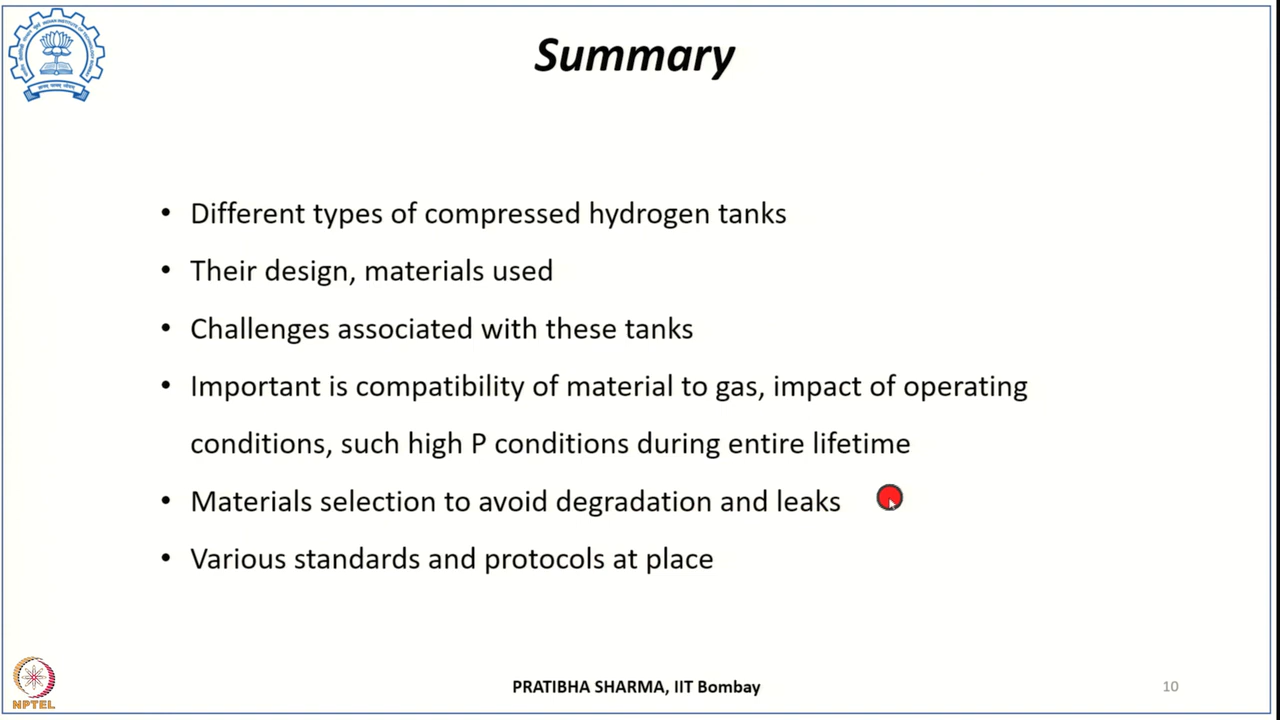 Summary
• Different types of compressed hydrogen tanks
• Their design, materials used
• Challenges associated with these tanks
• Important is compatibility of material to gas, impact of operating
conditions, such high P conditions during entire lifetime
• Materials selection to avoid degradation and leaks
• Various standards and protocols at place
NPTEL
PRATIBHA SHARMA, IIT Bombay
10